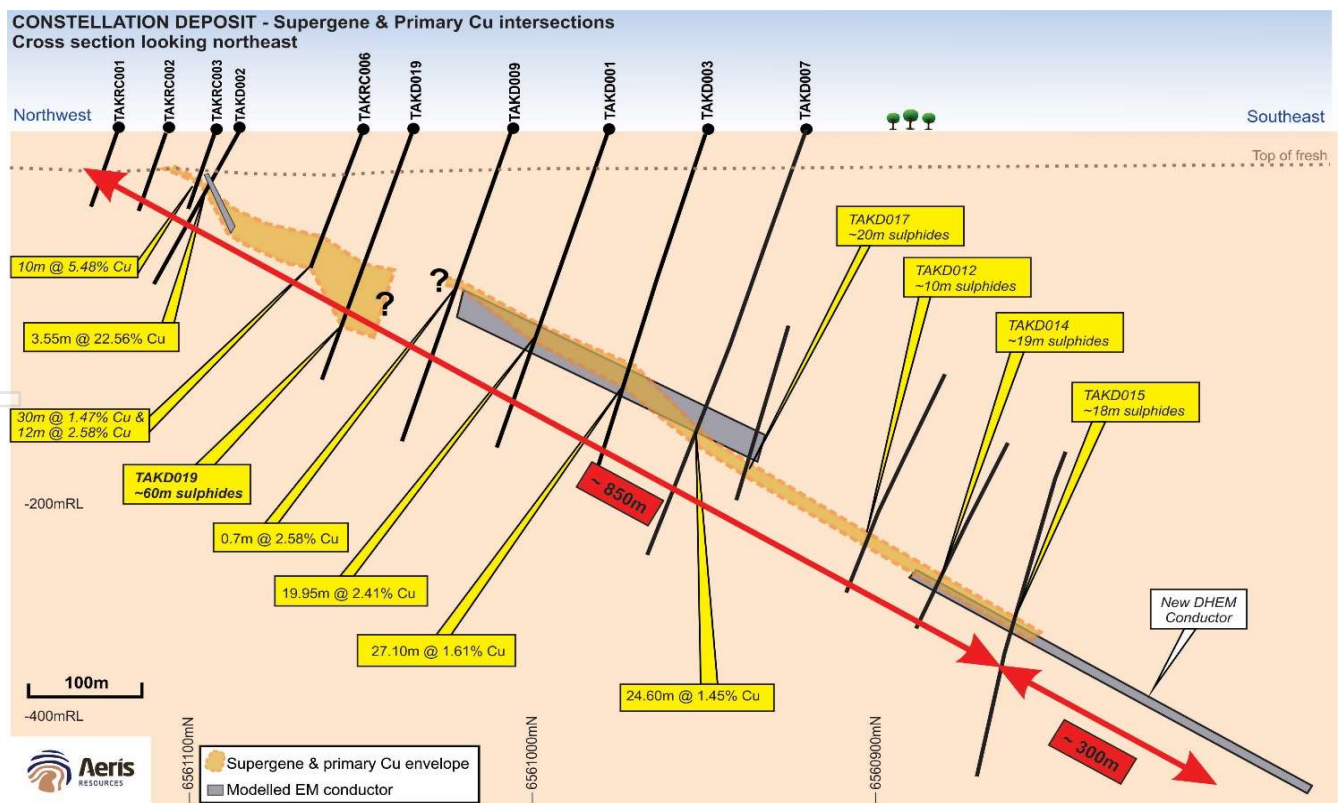 CONSTELLATION DEPOSIT - Supergene & Primary Cu intersections
Cross section looking northeast
TAKRC001
TAKRC002
TAKRC003
TAKD002
TAKRC006
TAKD019
TAKD009
TAKD001
TAKD003
TAKD007
Northwest
Southeast
Top of fresh
10m @ 5.48% Cu
3.55m @ 22.56% Cu
30m @ 1.47% Cu &
12m @ 2.58% Cu
TAKD019
~60m sulphides
0.7m @ 2.58% Cu
19.95m @ 2.41% Cu
27.10m @ 1.61% Cu
24.60m @ 1.45% Cu
?
?
TAKD017
~20m sulphides
TAKD012
~10m sulphides
TAKD014
~19m sulphides
TAKD015
~18m sulphides
~ 850m
~ 300m
New DHEM
Conductor
-200mRL
100m
-400mRL
6561100mN
6561000mN
6560900mN
Aeris
RESOURCES
Supergene & primary Cu envelope
Modelled EM conductor